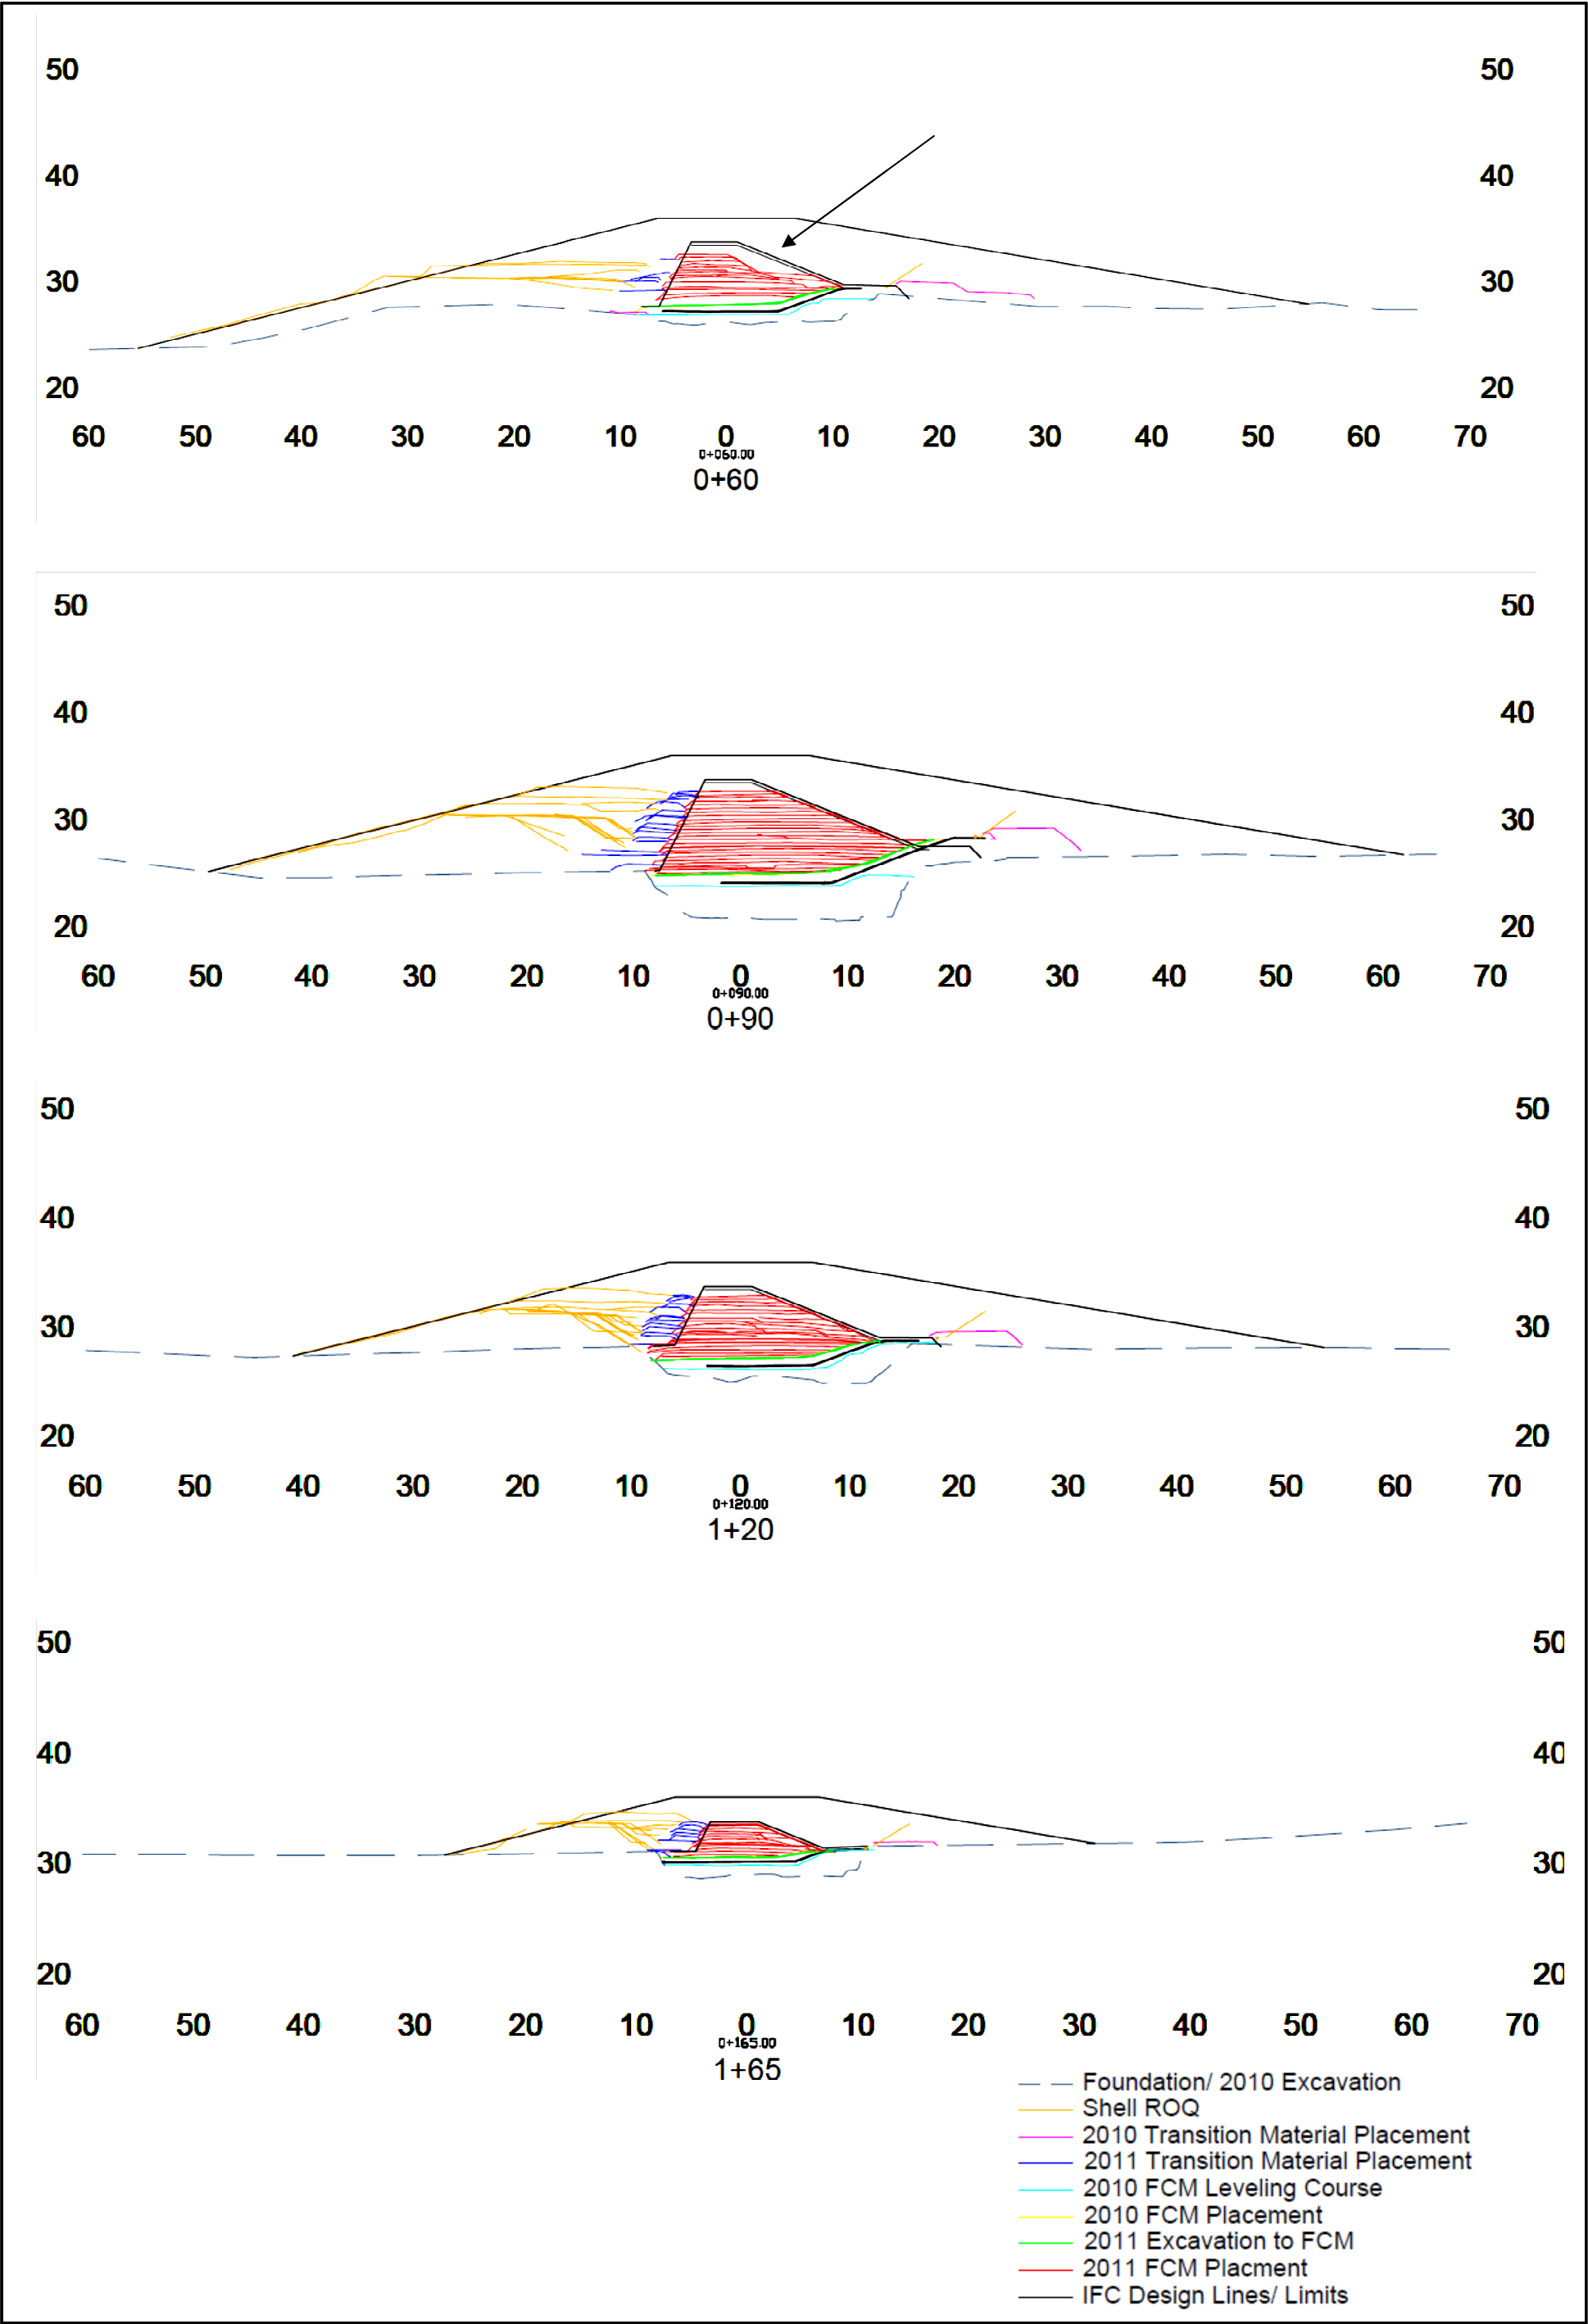 50 50
40 40
30 30
20 20
60 50 40 30 20 10 0 10 20 30 40 50 60 70
0+060.00
0+60
50 50
40 40
30 30
20 20
60 50 40 30 20 10 0 10 20 30 40 50 60 70
0+090.00
0+90
50 50
40 40
30 30
20 20
60 50 40 30 20 10 0 10 20 30 40 50 60 70
0+120.00
1+20
50 50
40 40
30 30
20 20
60 50 40 30 20 10 0 10 20 30 40 50 60 70
0+165.00
1+65
Foundation/ 2010 Excavation
Shell ROQ
2010 Transition Material Placement
2011 Transition Material Placement
2010 FCM Leveling Course
2010 FCM Placement
2011 Excavation to FCM
2011 FCM Placment
IFC Design Lines/ Limits